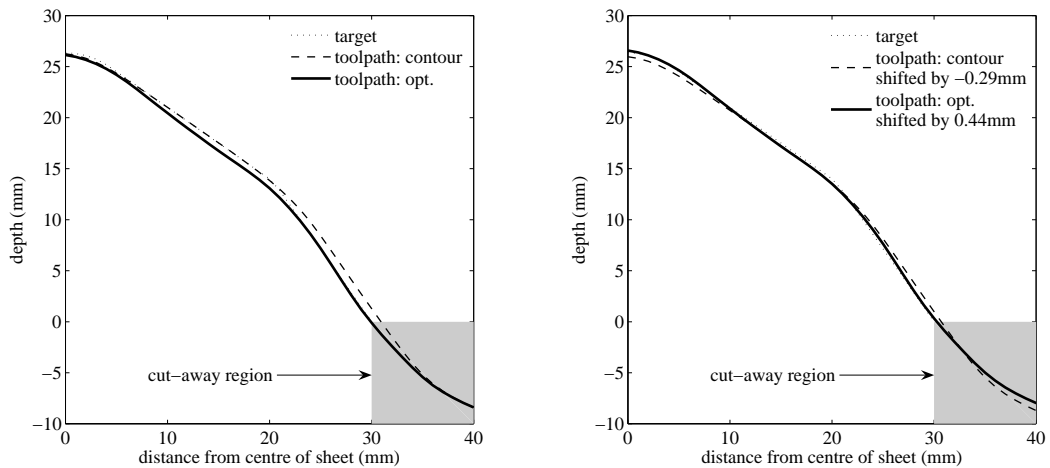 30
25
20
15
10
5
0
−5
−10
0
10
20
30
40
depth (mm)
distance from centre of sheet (mm)
target
toolpath: contour
toolpath: opt.
cut−away region
30
25
20
15
10
5
0
−5
−10
0
10
20
30
40
depth (mm)
distance from centre of sheet (mm)
target
toolpath: contour
shifted by −0.29mm
toolpath: opt.
shifted by 0.44mm
cut−away region